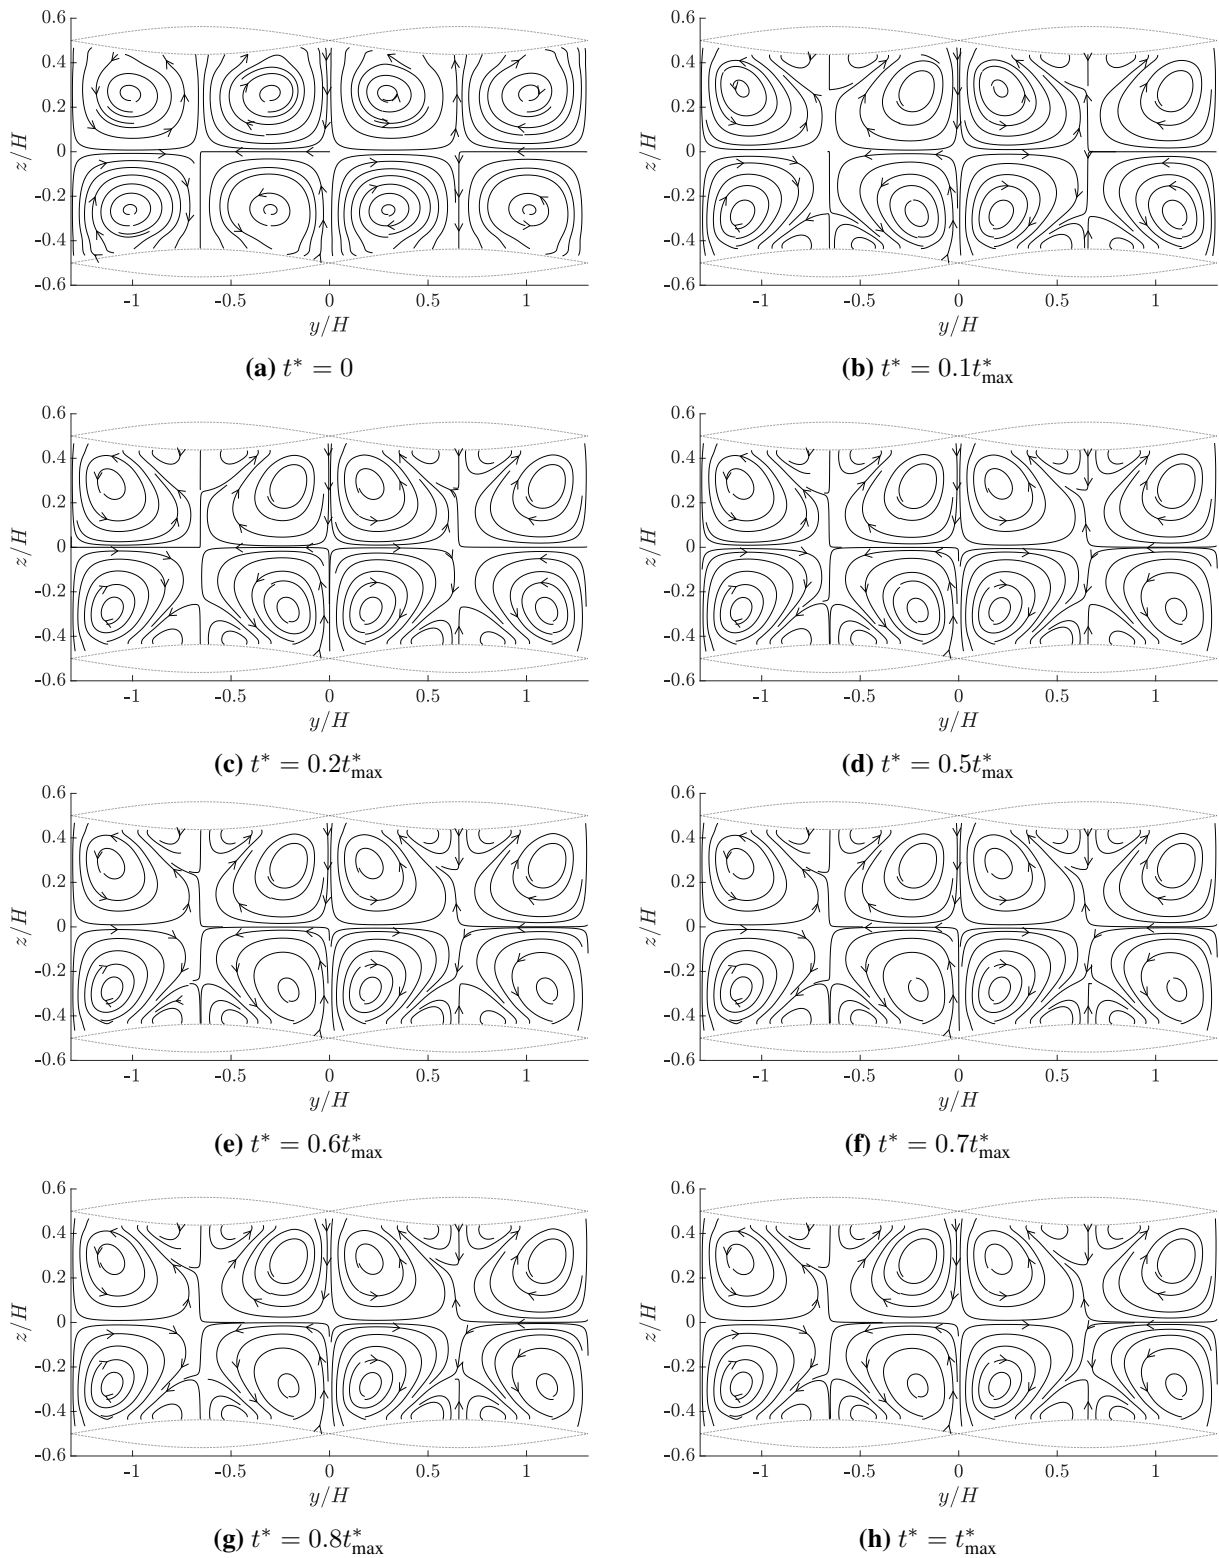 0.6 0.4 0.2 0 -0.2 -0.4 -0.6
z/H
-1 -0.5 0 0.5 1
y/H
(a) t* = 0
0.6 0.4 0.2 0 -0.2 -0.4 -0.6
z/H
-1 -0.5 0 0.5 1
y/H
(b) t* = 0.1t*max
0.6 0.4 0.2 0 -0.2 -0.4 -0.6
z/H
-1 -0.5 0 0.5 1
y/H
(c) t* = 0.2t*max
0.6 0.4 0.2 0 -0.2 -0.4 -0.6
z/H
-1 -0.5 0 0.5 1
y/H
(d) t* = 0.5t*max
0.6 0.4 0.2 0 -0.2 -0.4 -0.6
z/H
-1 -0.5 0 0.5 1
y/H
(e) t* = 0.6t*max
0.6 0.4 0.2 0 -0.2 -0.4 -0.6
z/H
-1 -0.5 0 0.5 1
y/H
(f) t* = 0.7t*max
0.6 0.4 0.2 0 -0.2 -0.4 -0.6
z/H
-1 -0.5 0 0.5 1
y/H
(g) t* = 0.8t*max
0.6 0.4 0.2 0 -0.2 -0.4 -0.6
z/H
-1 -0.5 0 0.5 1
y/H
(h) t* = t*max